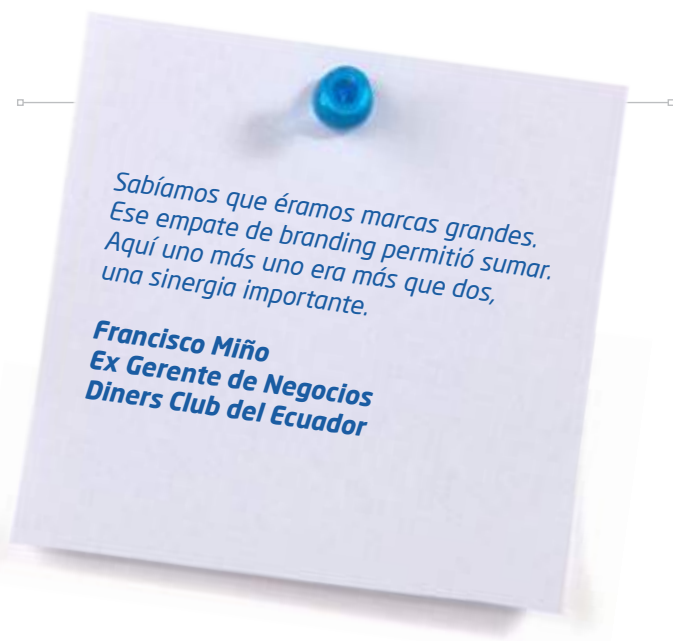 Sabíamos que éramos marcas grandes.
Ese empate de branding permitió sumar.
Aquí uno más uno era más que dos,
una sinergia importante.
Francisco Miño
Ex Gerente de Negocios
Diners Club del Ecuador